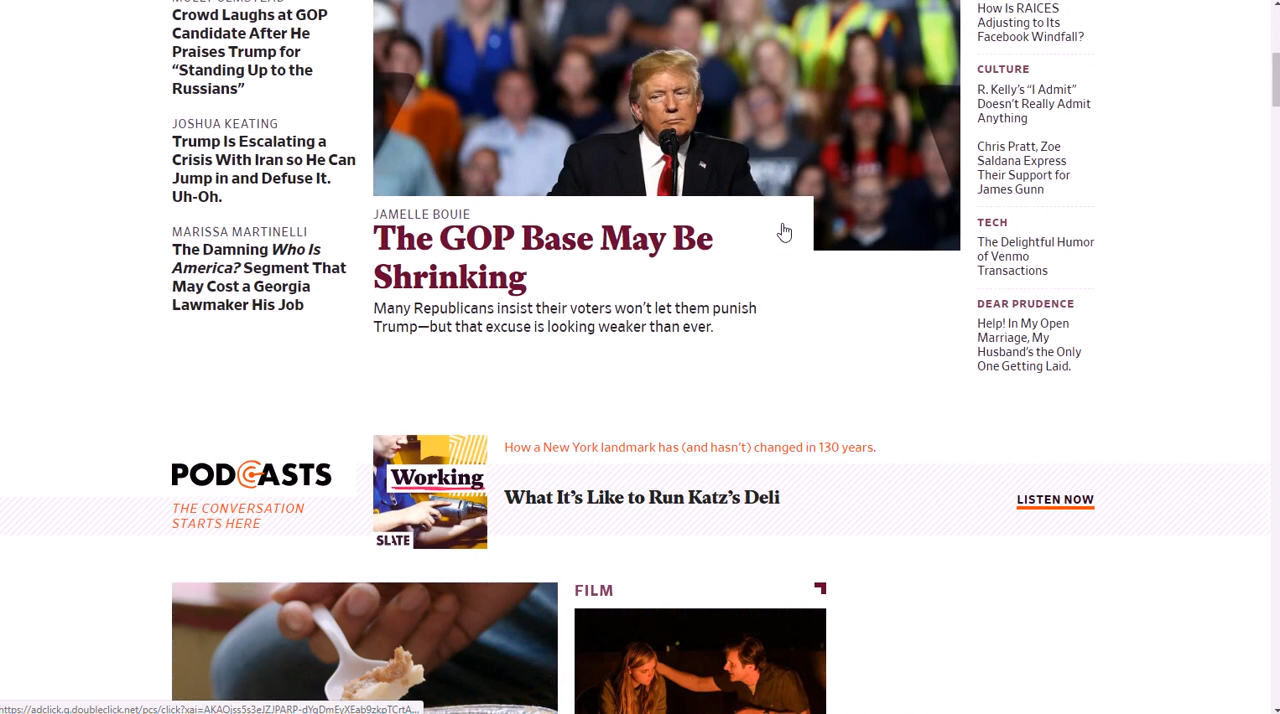 Crowd Laughs at GOP
Candidate After He
Praises Trump for
“Standing Up to the
Russians”
JOSHUA KEATING
Trump Is Escalating a
Crisis With Iran so He Can
Jump in and Defuse It.
Uh-Oh.
MARISSA MARTINELLI
The Damning Who Is
America? Segment That
May Cost a Georgia
Lawmaker His Job
JAMELLE BOUIE
The GOP Base May Be
Shrinking
Many Republicans insist their voters won’t let them punish
Trump—but that excuse is looking weaker than ever.
How Is RAICES
Adjusting to Its
Facebook Windfall?
CULTURE
R. Kelly’s “I Admit”
Doesn’t Really Admit
Anything
Chris Pratt, Zoe
Saldana Express
Their Support for
James Gunn
TECH
The Delightful Humor
of Venmo
Transactions
DEAR PRUDENCE
Help! In My Open
Marriage, My
Husband’s the Only
One Getting Laid.
PODCASTS
THE CONVERSATION
STARTS HERE
Working
SLATE
How a New York landmark has (and hasn’t) changed in 130 years.
What It’s Like to Run Katz’s Deli
LISTEN NOW
FILM